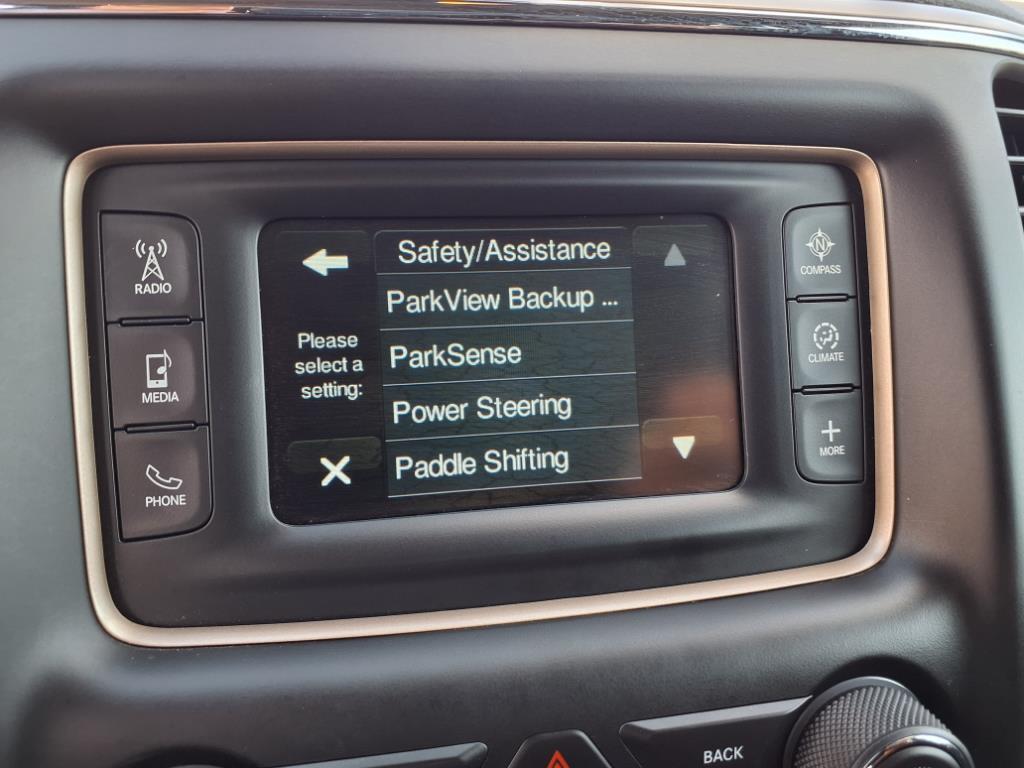 RADIO
MEDIA
PHONE
Please
select a
setting:
Safety/Assistance
ParkView Backup ...
ParkSense
Power Steering
Paddle Shifting
N
COMPASS
CLIMATE
+
MORE
BACK